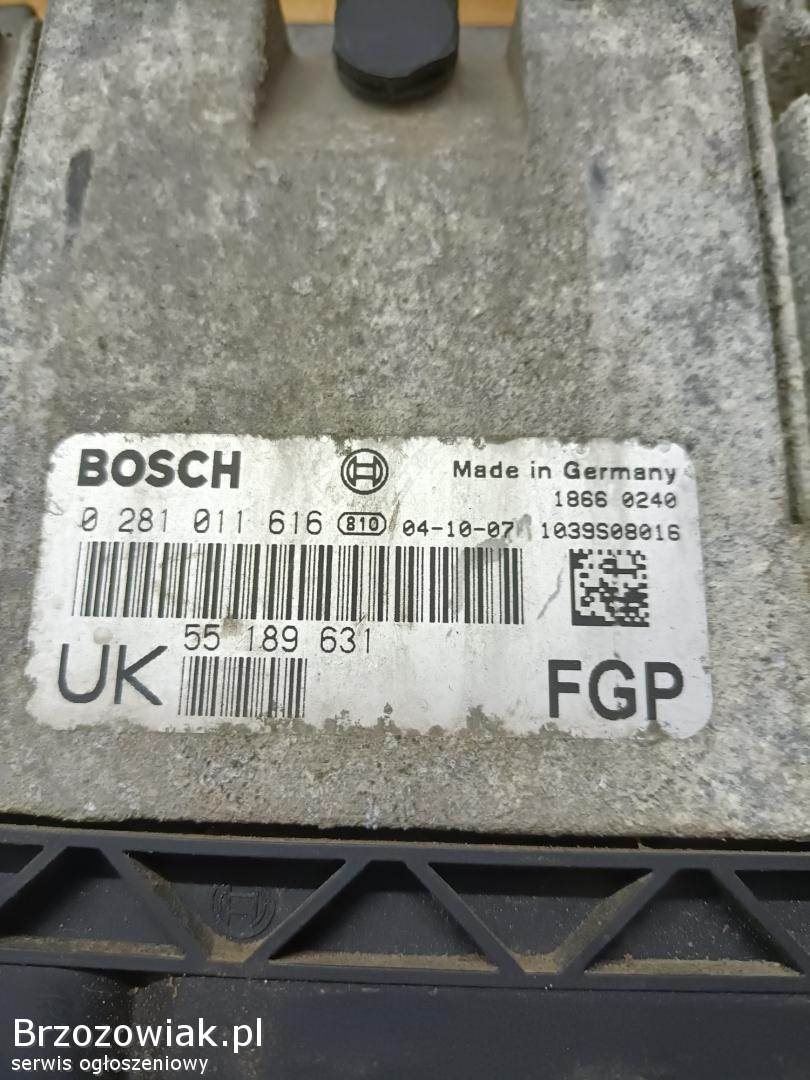 BOSCH Made in Germany
1866 0240
0 281 011 616 810 04-10-07 1039S08016
55 189 631
UK FGP
Brzozowiak.pl
serwis ogłoszeniowy